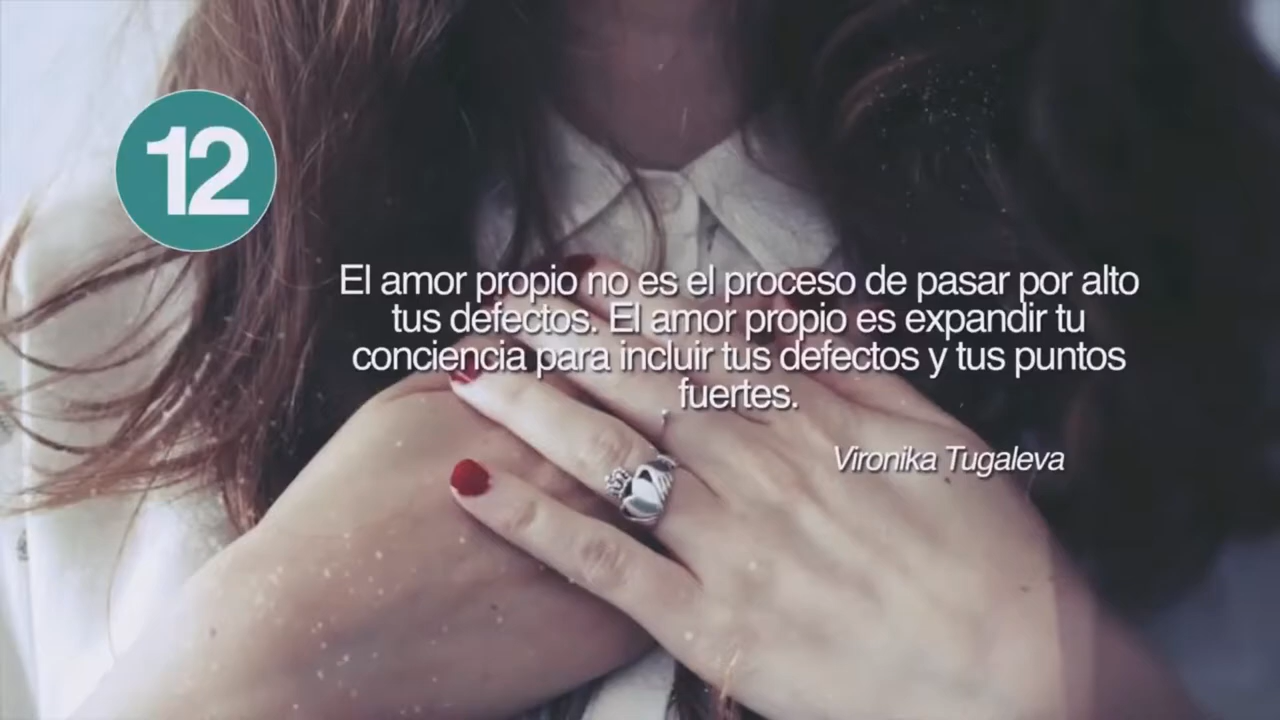 12
El amor propio no es el proceso de pasar por alto
tus defectos. El amor propio es expandir tu
conciencia para incluir tus defectos y tus puntos
fuertes.
Vironika Tugaleva